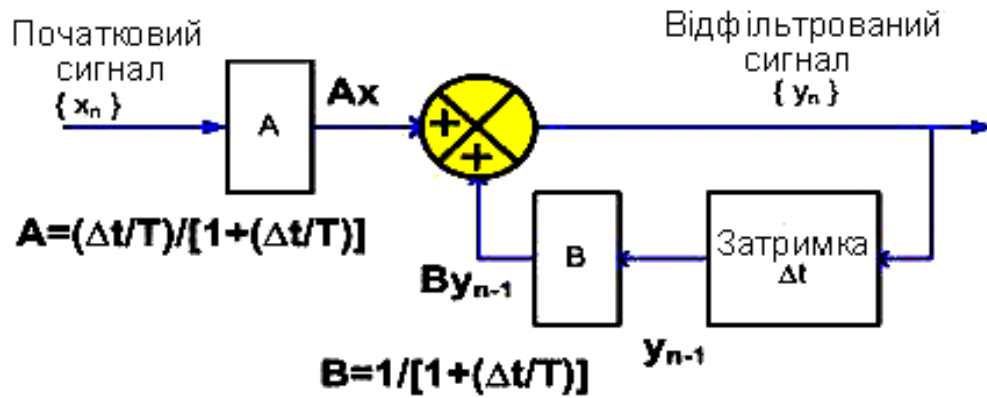 Початковий
сигнал
{ xₙ }
A
Ax
+
+
Відфільтрований
сигнал
{ yₙ }
A=(Δt/T)/[1+(Δt/T)]
Byₙ₋₁
B
Затримка
Δt
yₙ₋₁
B=1/[1+(Δt/T)]